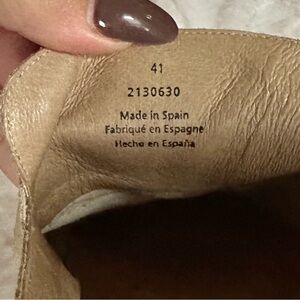 41
2130630
Made in Spain
Fabriqué en Espagne
Hecho en España